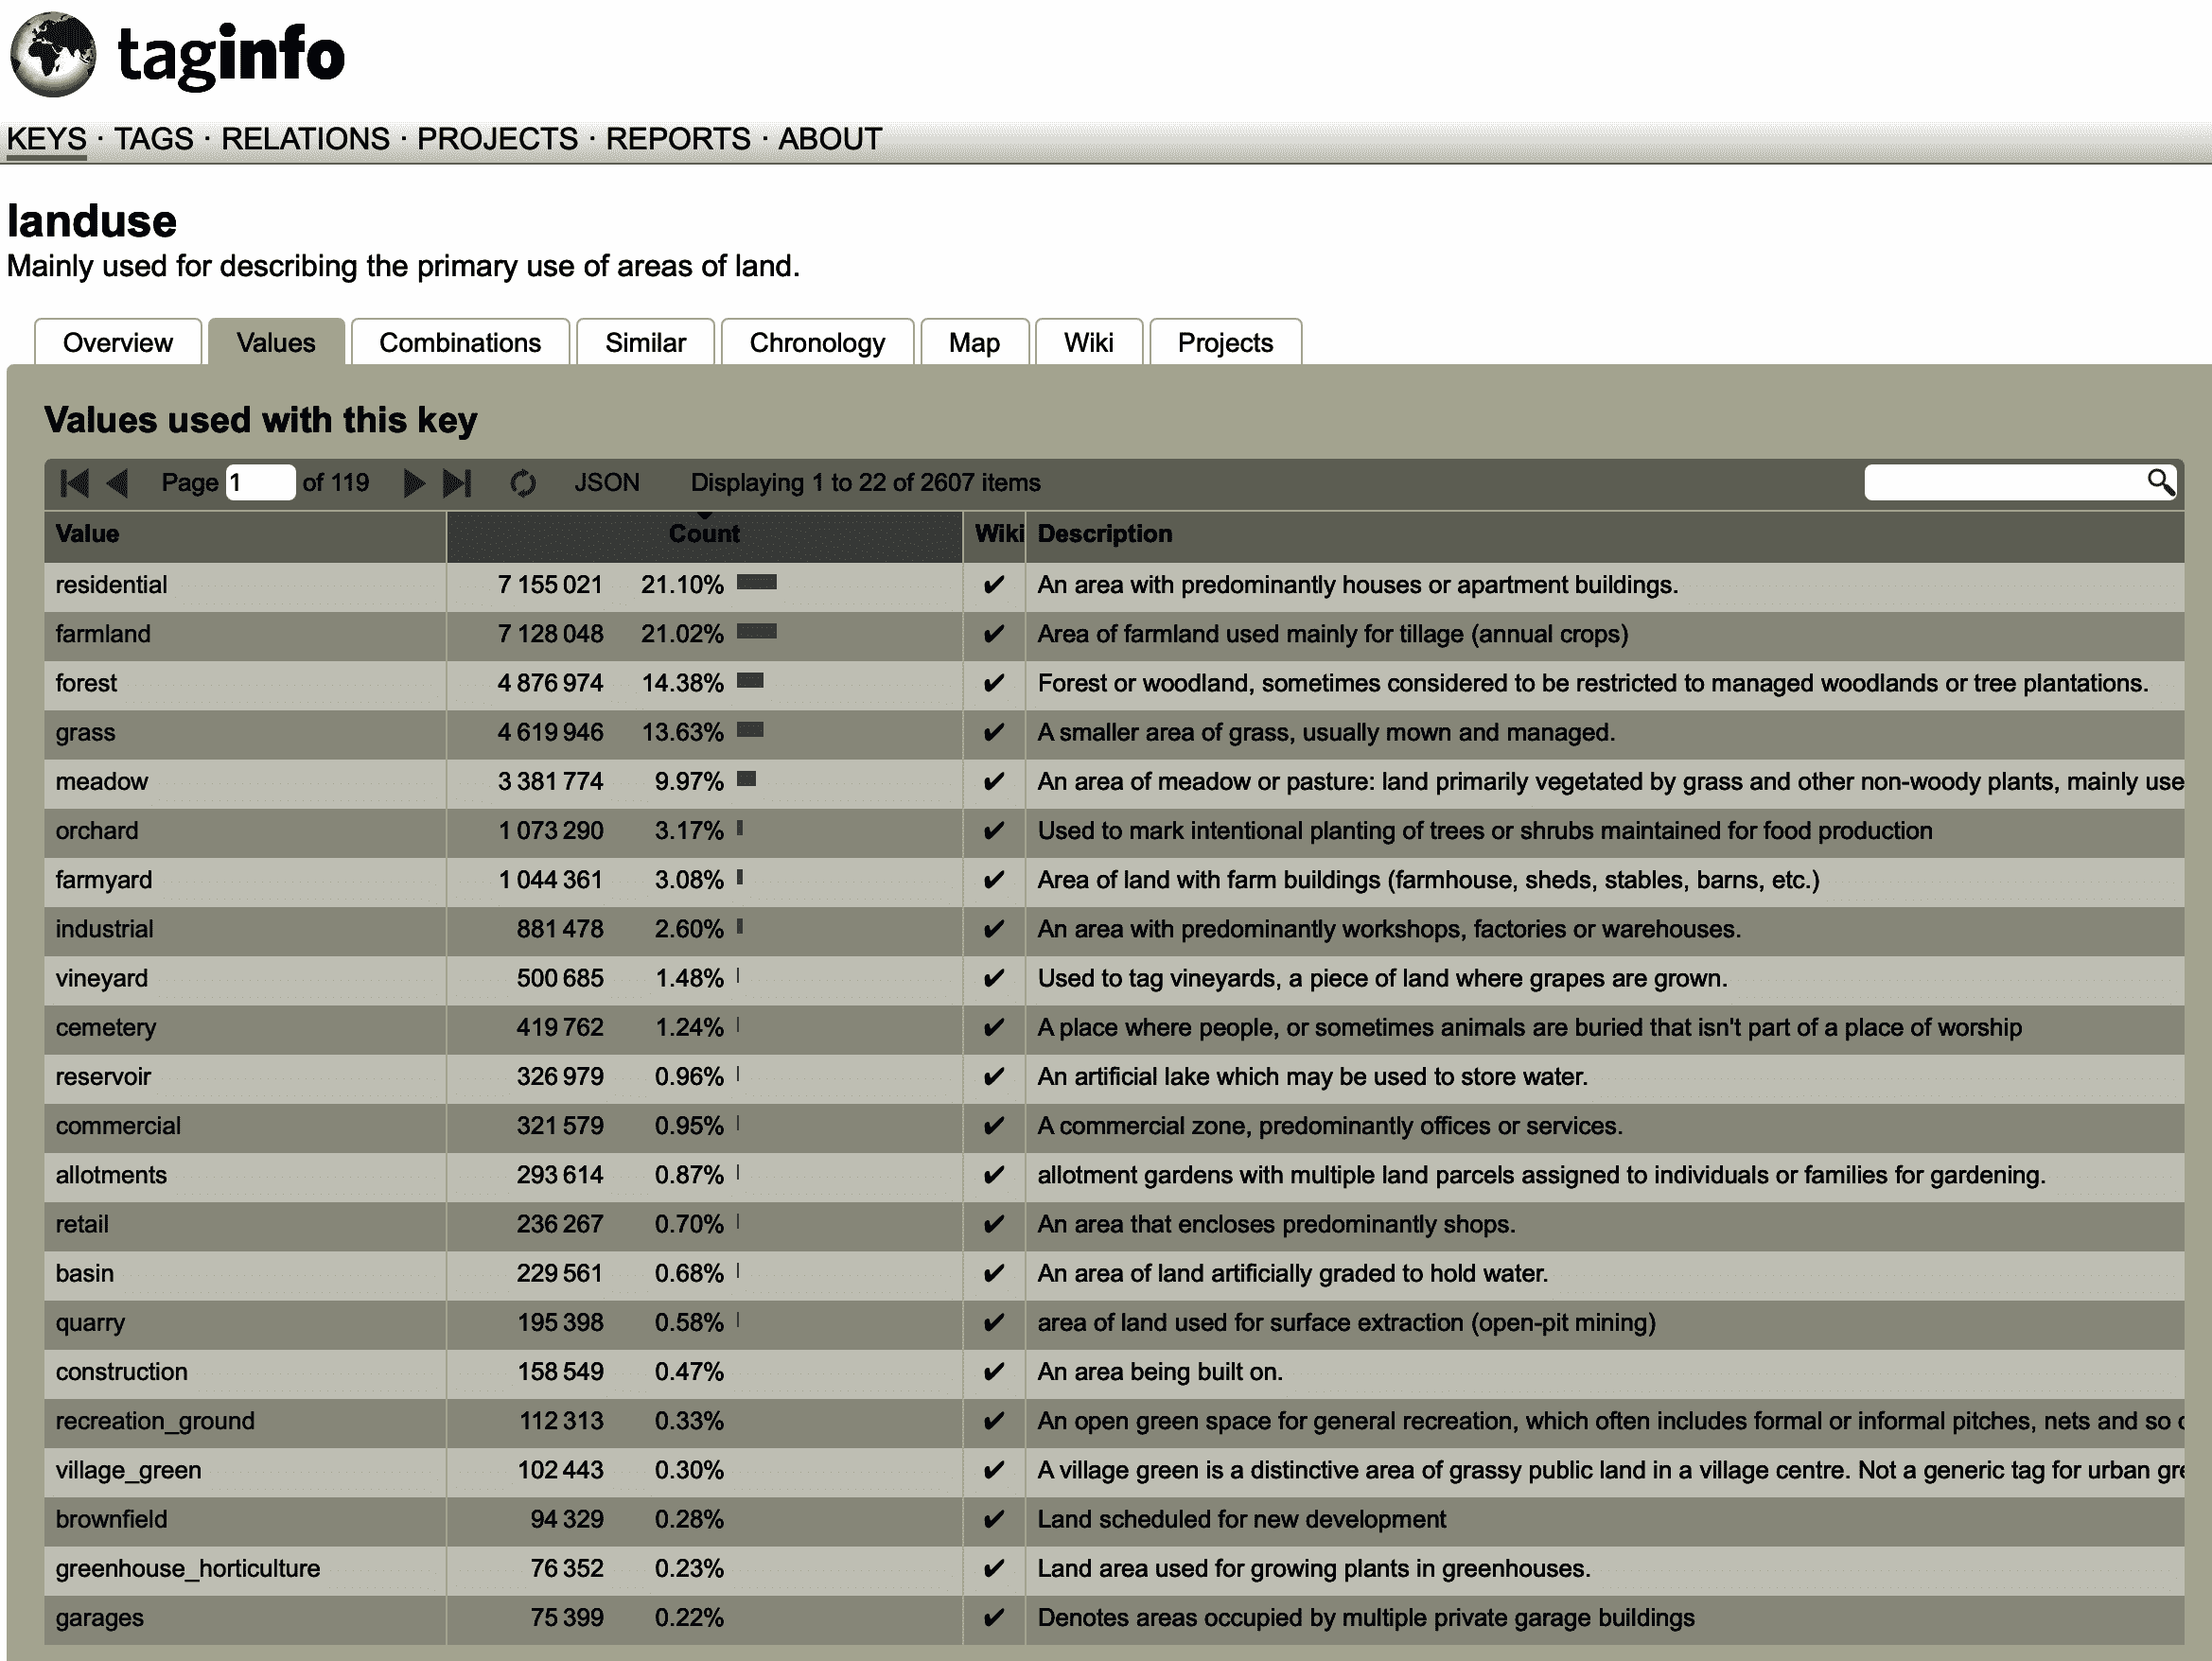 taginfo
KEYS · TAGS · RELATIONS · PROJECTS · REPORTS · ABOUT
landuse
Mainly used for describing the primary use of areas of land.
Overview Values Combinations Similar Chronology Map Wiki Projects
Values used with this key
Page 1 of 119 JSON Displaying 1 to 22 of 2607 items
Value Count Wiki Description
residential 7 155 021 21.10% ✔ An area with predominantly houses or apartment buildings.
farmland 7 128 048 21.02% ✔ Area of farmland used mainly for tillage (annual crops)
forest 4 876 974 14.38% ✔ Forest or woodland, sometimes considered to be restricted to managed woodlands or tree plantations.
grass 4 619 946 13.63% ✔ A smaller area of grass, usually mown and managed.
meadow 3 381 774 9.97% ✔ An area of meadow or pasture: land primarily vegetated by grass and other non-woody plants, mainly use
orchard 1 073 290 3.17% ✔ Used to mark intentional planting of trees or shrubs maintained for food production
farmyard 1 044 361 3.08% ✔ Area of land with farm buildings (farmhouse, sheds, stables, barns, etc.)
industrial 881 478 2.60% ✔ An area with predominantly workshops, factories or warehouses.
vineyard 500 685 1.48% ✔ Used to tag vineyards, a piece of land where grapes are grown.
cemetery 419 762 1.24% ✔ A place where people, or sometimes animals are buried that isn't part of a place of worship
reservoir 326 979 0.96% ✔ An artificial lake which may be used to store water.
commercial 321 579 0.95% ✔ A commercial zone, predominantly offices or services.
allotments 293 614 0.87% ✔ allotment gardens with multiple land parcels assigned to individuals or families for gardening.
retail 236 267 0.70% ✔ An area that encloses predominantly shops.
basin 229 561 0.68% ✔ An area of land artificially graded to hold water.
quarry 195 398 0.58% ✔ area of land used for surface extraction (open-pit mining)
construction 158 549 0.47% ✔ An area being built on.
recreation_ground 112 313 0.33% ✔ An open green space for general recreation, which often includes formal or informal pitches, nets and so
village_green 102 443 0.30% ✔ A village green is a distinctive area of grassy public land in a village centre. Not a generic tag for urban gre
brownfield 94 329 0.28% ✔ Land scheduled for new development
greenhouse_horticulture 76 352 0.23% ✔ Land area used for growing plants in greenhouses.
garages 75 399 0.22% ✔ Denotes areas occupied by multiple private garage buildings